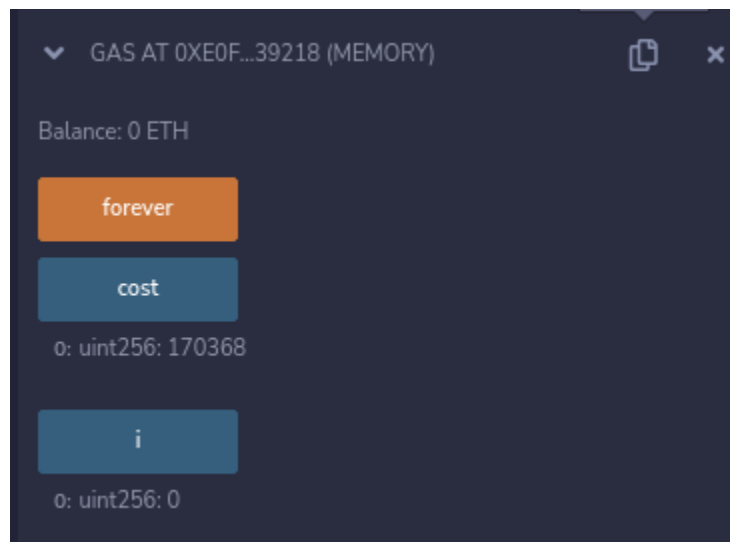 GAS AT 0XE0F...39218 (MEMORY)
Balance: 0 ETH
forever
cost
0: uint256: 170368
i
0: uint256: 0